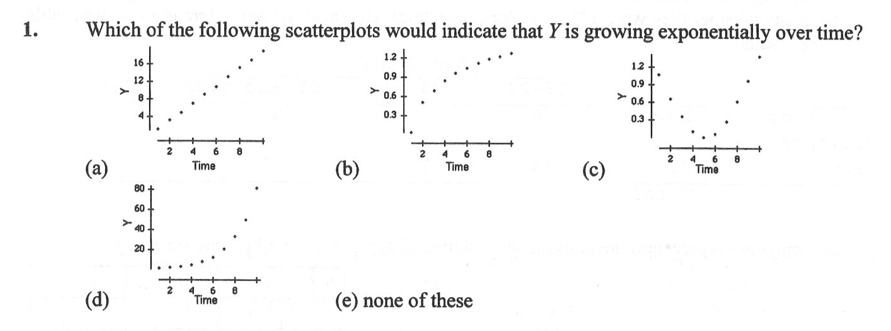 1. Which of the following scatterplots would indicate that Y is growing exponentially over time?
16
12
8
4
Y
2 4 6 8
Time
(a)
1.2
0.9
0.6
0.3
Y
2 4 6 8
Time
(b)
1.2
0.9
0.6
0.3
Y
2 4 6 8
Time
(c)
80
60
40
20
Y
2 4 6 8
Time
(d)
(e) none of these